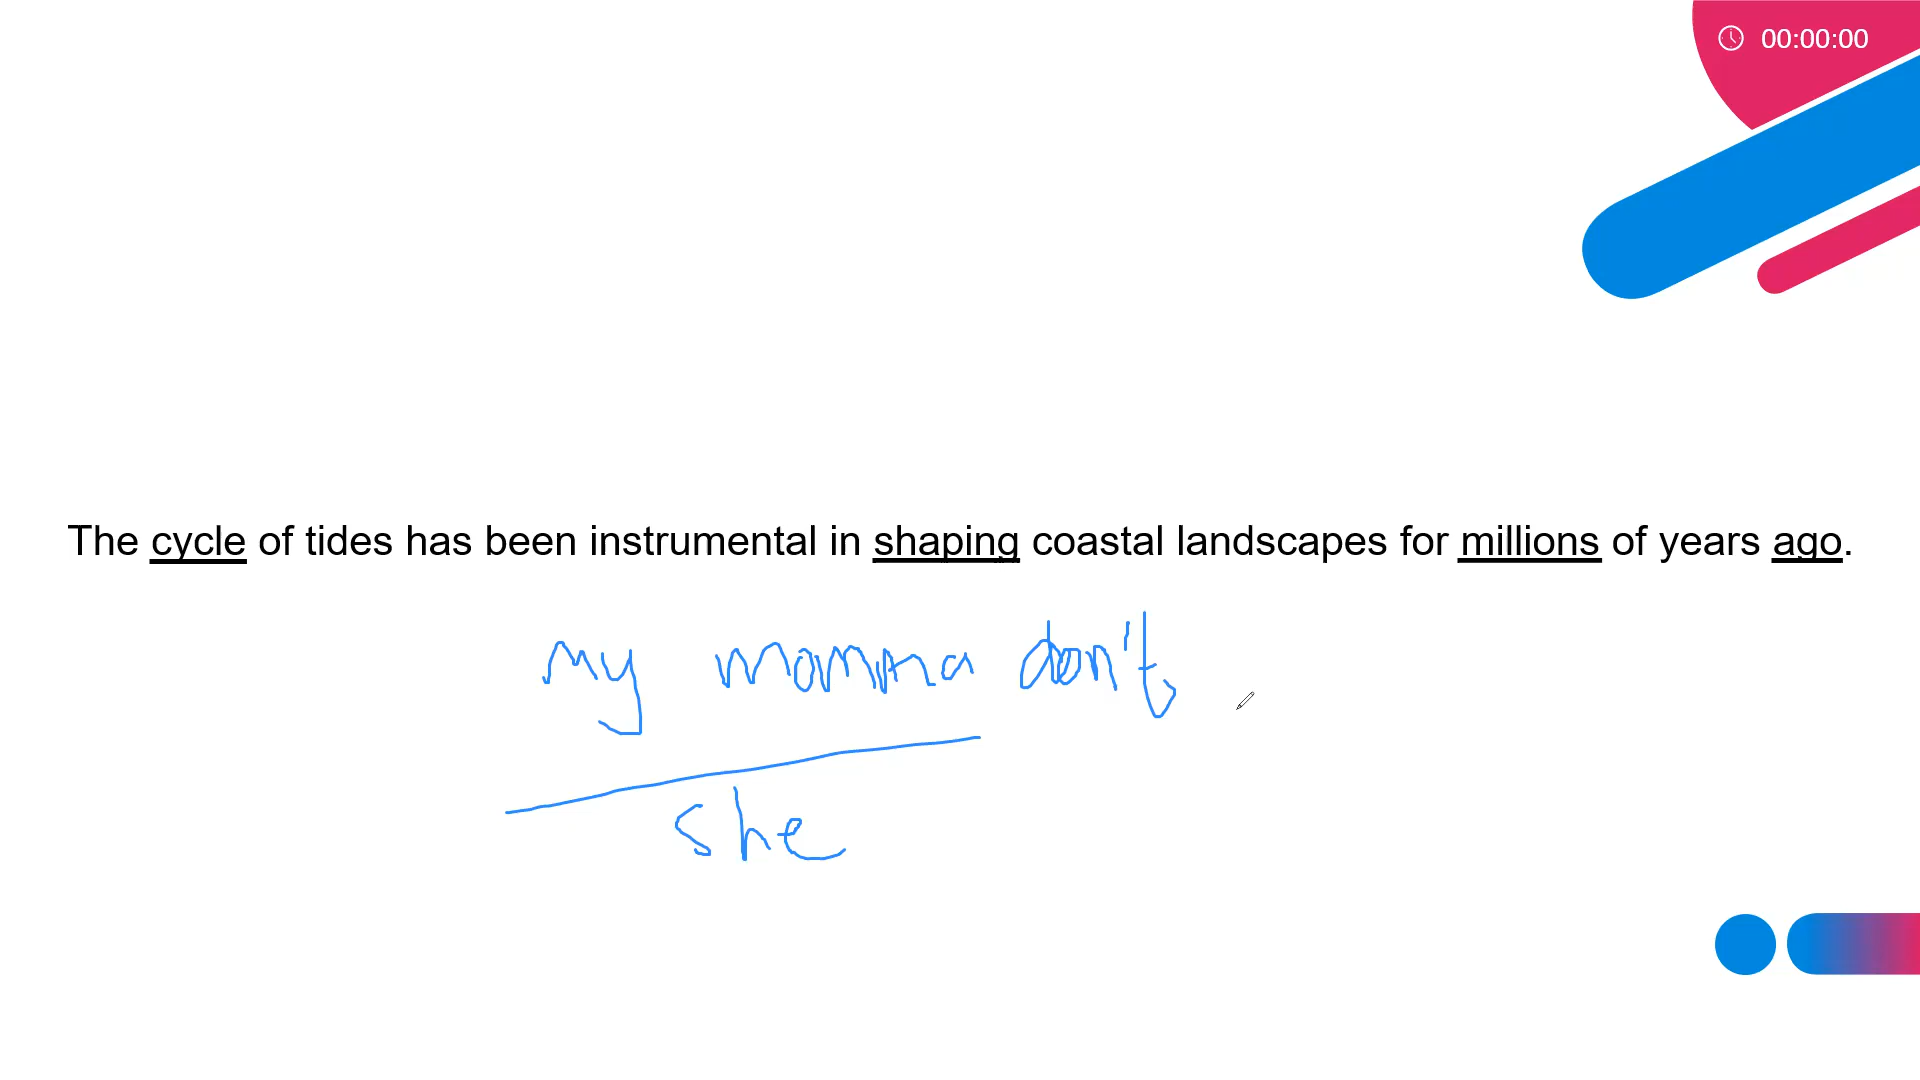 00:00:00
The cycle of tides has been instrumental in shaping coastal landscapes for millions of years ago.
my momma don't
she